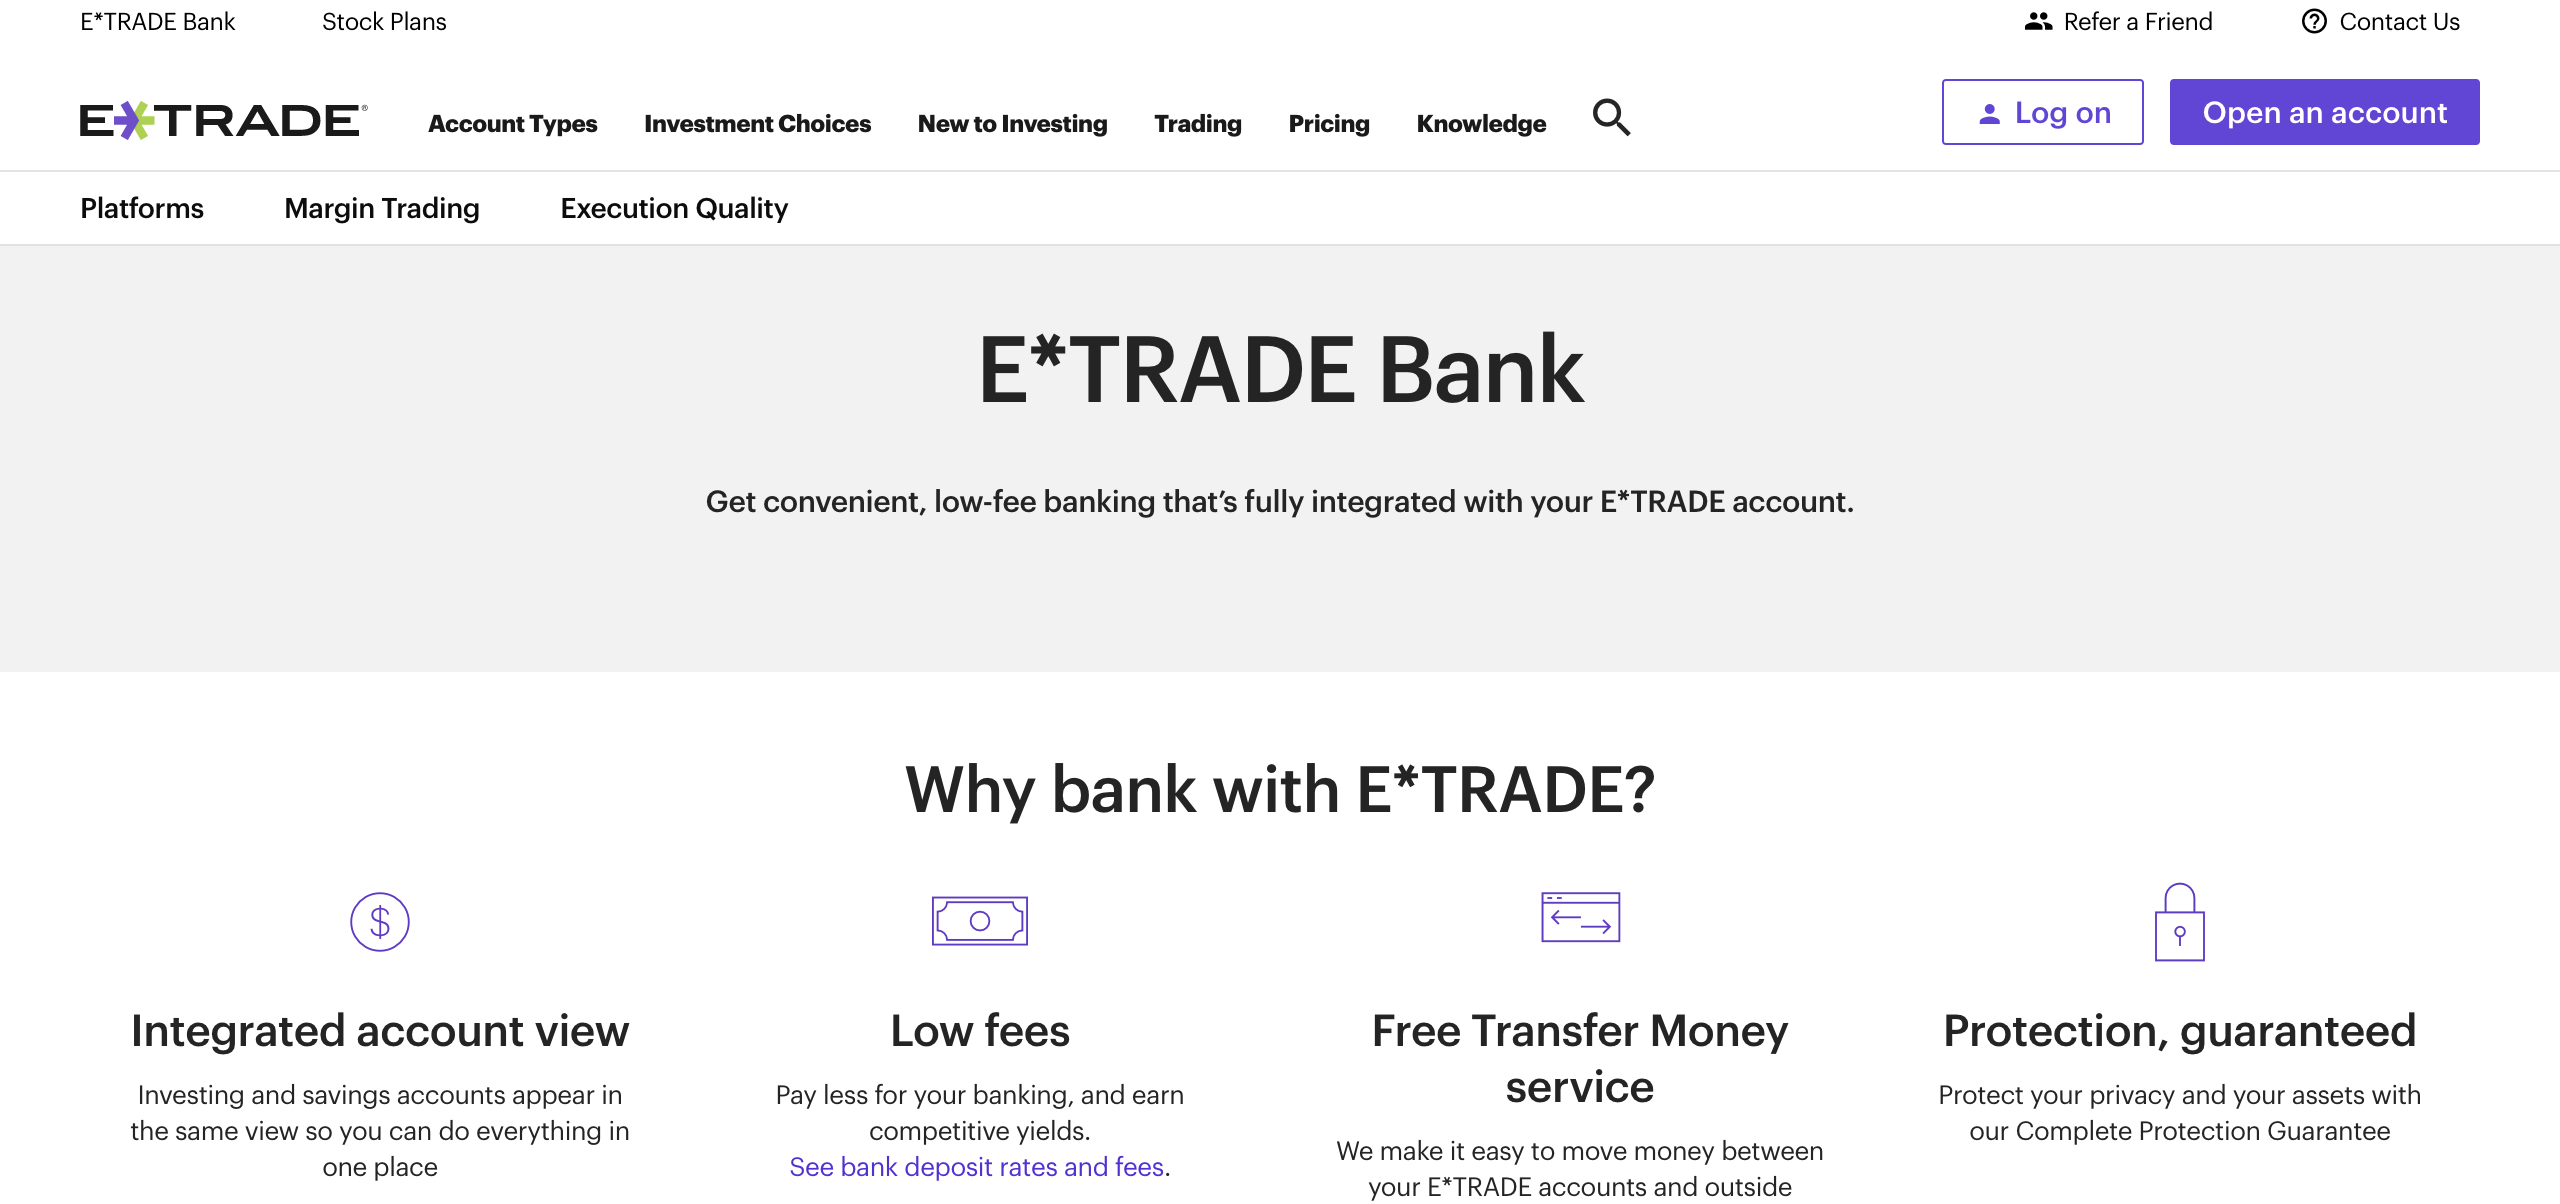 E*TRADE Bank
Stock Plans
Refer a Friend
Contact Us
E*TRADE®
Account Types
Investment Choices
New to Investing
Trading
Pricing
Knowledge
Log on
Open an account
Platforms
Margin Trading
Execution Quality
E*TRADE Bank
Get convenient, low-fee banking that’s fully integrated with your E*TRADE account.
Why bank with E*TRADE?
Integrated account view
Investing and savings accounts appear in
the same view so you can do everything in
one place
Low fees
Pay less for your banking, and earn
competitive yields.
See bank deposit rates and fees.
Free Transfer Money
service
We make it easy to move money between
your E*TRADE accounts and outside
Protection, guaranteed
Protect your privacy and your assets with
our Complete Protection Guarantee